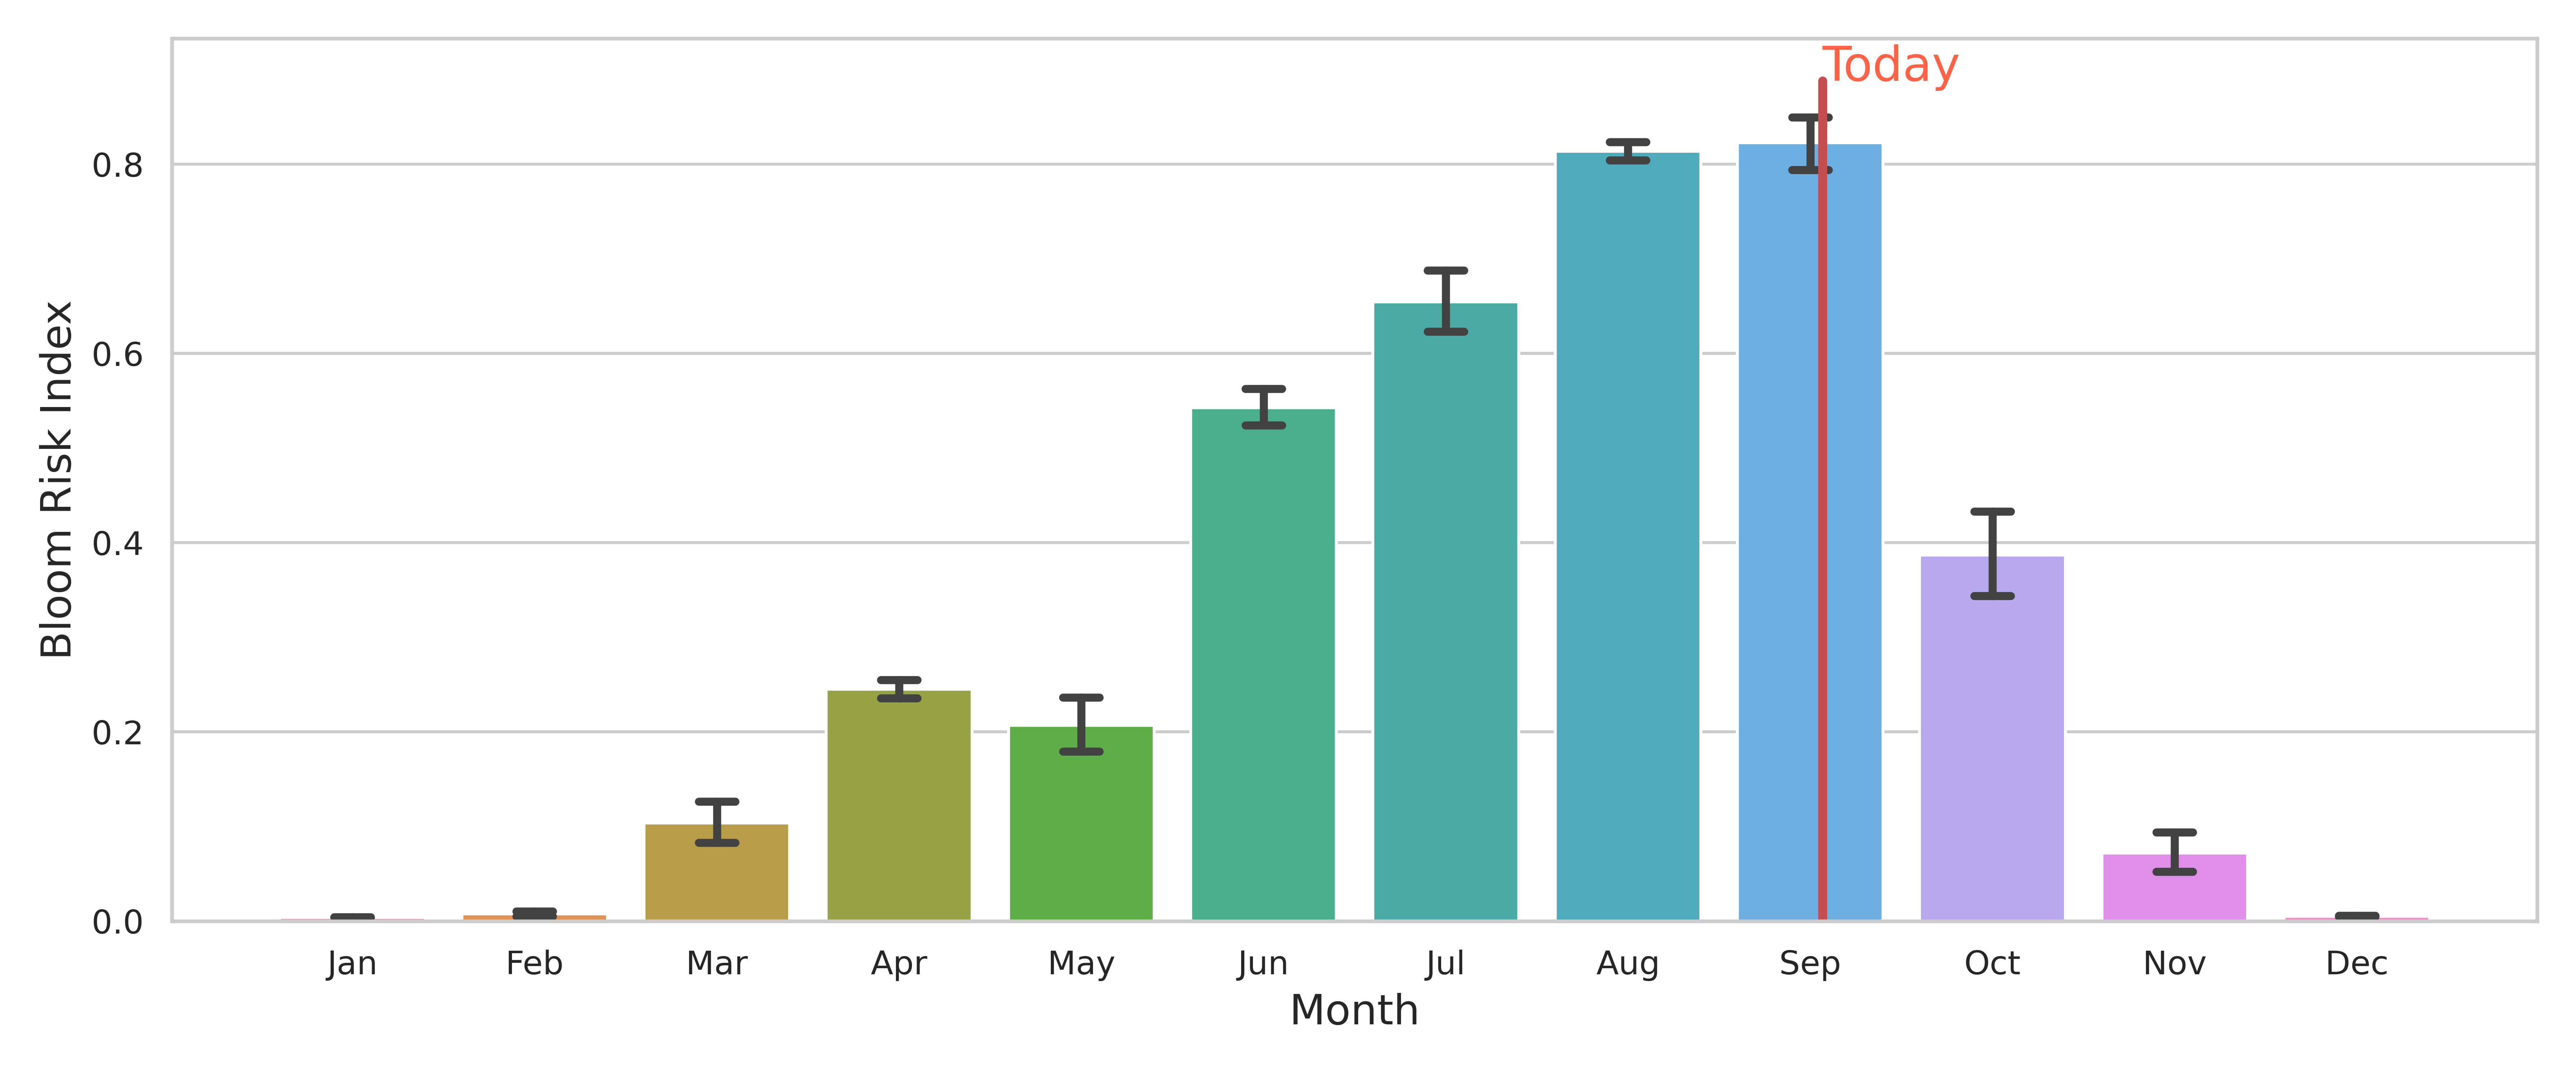 Today
Bloom Risk Index
0.8
0.6
0.4
0.2
0.0
Jan Feb Mar Apr May Jun Jul Aug Sep Oct Nov Dec
Month